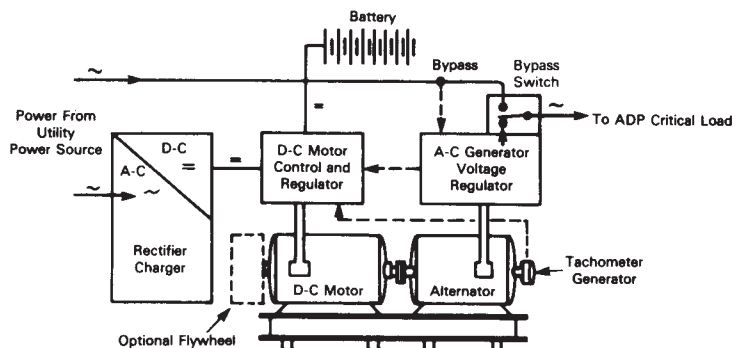 Battery
~
Bypass
Bypass
Switch
~
To ADP Critical Load
Power From
Utility
Power Source
=
D-C
=
A-C
~
~
=
D-C Motor
Control and
Regulator
A-C Generator
Voltage
Regulator
Rectifier
Charger
D-C Motor
Alternator
Tachometer
Generator
Optional Flywheel